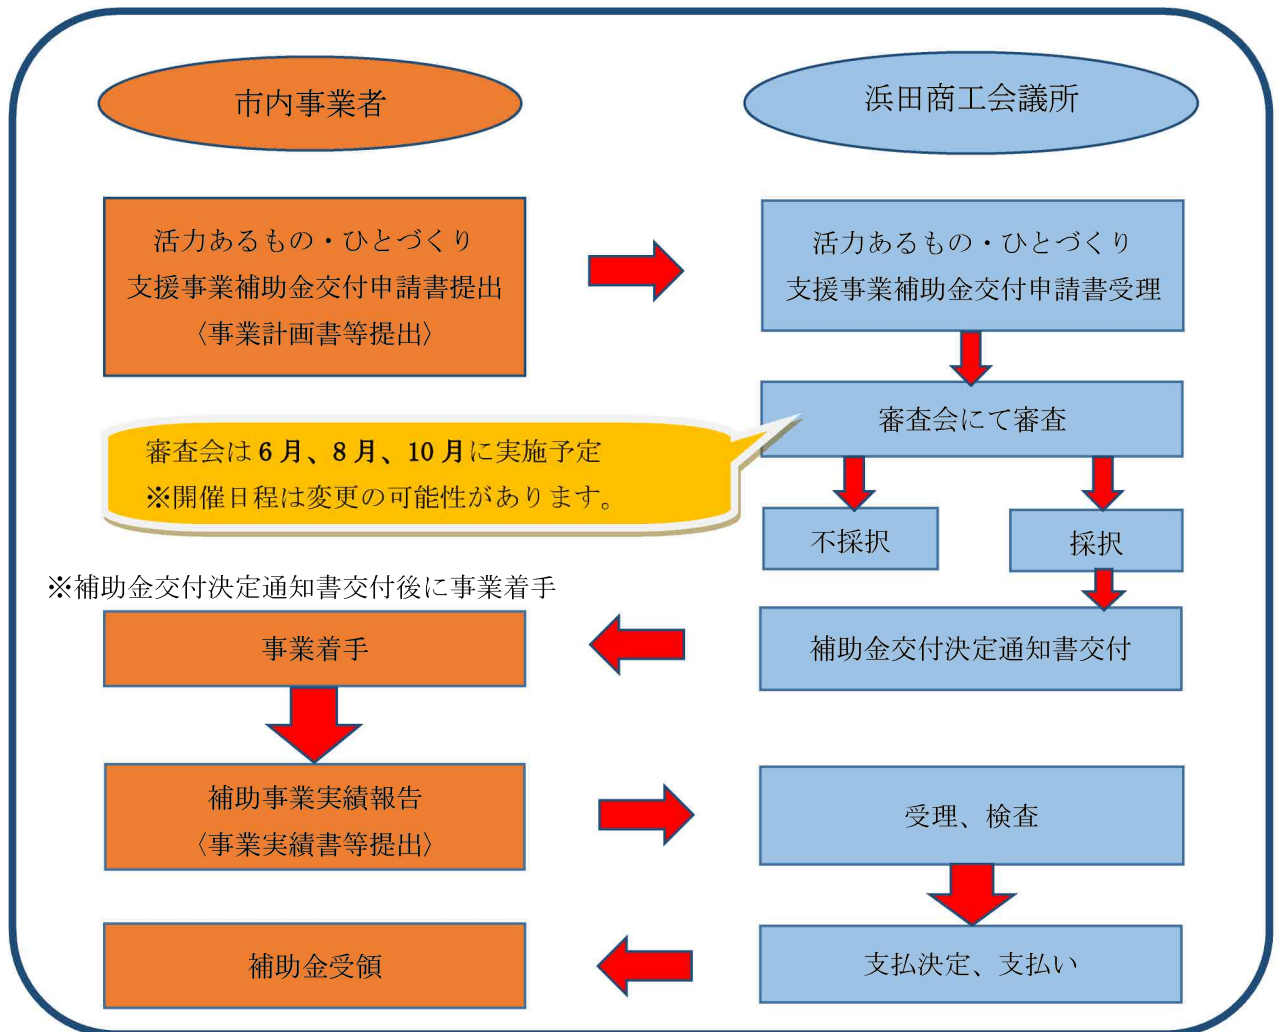 市内事業者
浜田商工会議所
活力あるもの・ひとづくり
支援事業補助金交付申請書提出
〈事業計画書等提出〉
活力あるもの・ひとづくり
支援事業補助金交付申請書受理
審査会にて審査
審査会は6月、8月、10月に実施予定
※開催日程は変更の可能性があります。
不採択
採択
※補助金交付決定通知書交付後に事業着手
事業着手
補助金交付決定通知書交付
補助事業実績報告
〈事業実績書等提出〉
受理、検査
補助金受領
支払決定、支払い